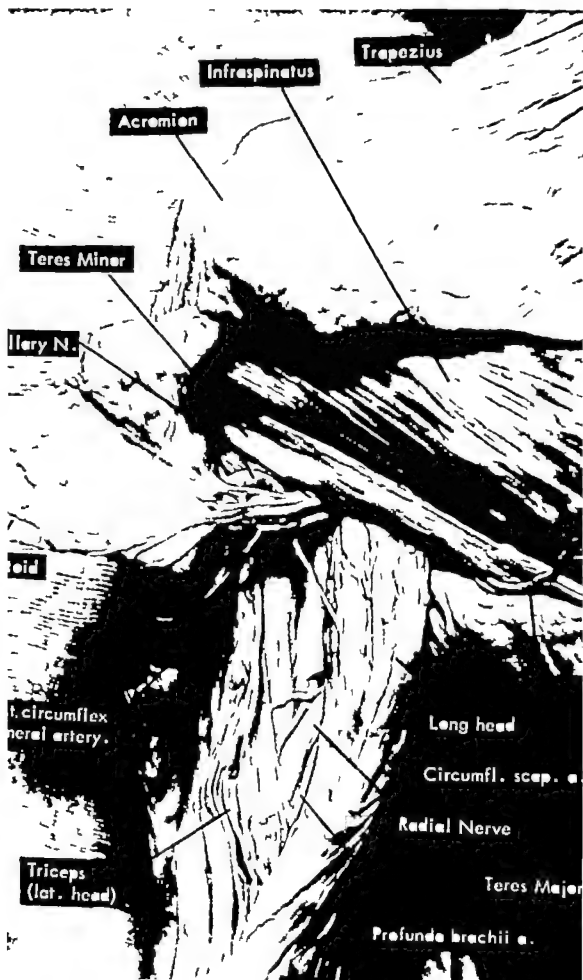 Trapezius
Infraspinatus
Acromion
Teres Minor
llary N.
oid
t. circumflex
neral artery.
Long head
Circumfl. scap. a.
Radial Nerve
Triceps
(lat. head)
Teres Major
Profunda brachii a.